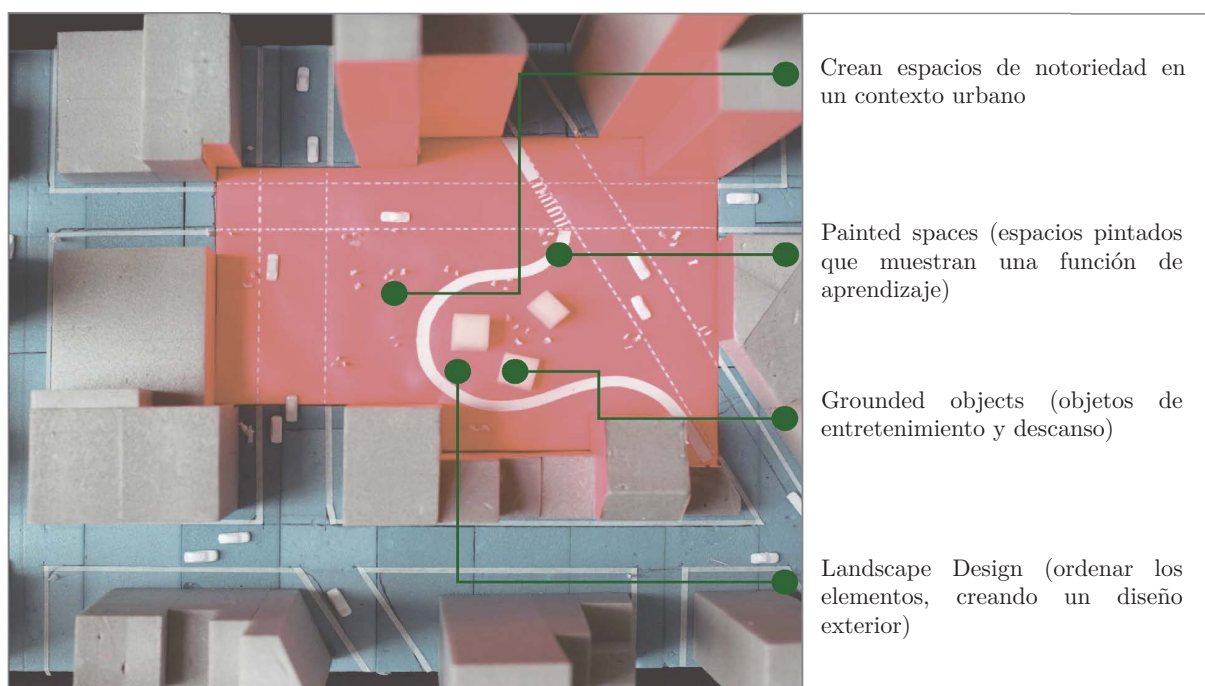 Crean espacios de notoriedad en
un contexto urbano
Painted spaces (espacios pintados
que muestran una función de
aprendizaje)
Grounded objects (objetos de
entretenimiento y descanso)
Landscape Design (ordenar los
elementos, creando un diseño
exterior)